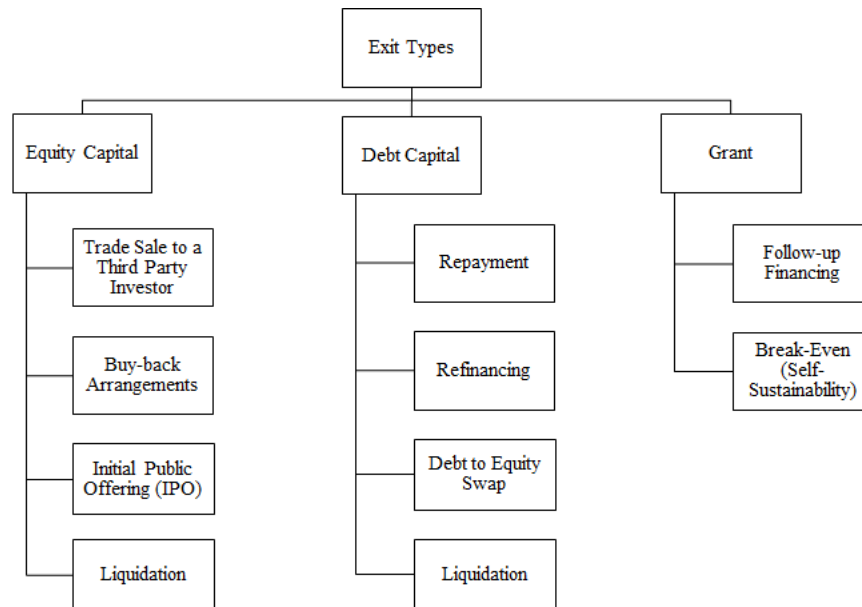 Exit Types
Equity Capital
Debt Capital
Grant
Trade Sale to a
Third Party
Investor
Buy-back
Arrangements
Initial Public
Offering (IPO)
Liquidation
Repayment
Refinancing
Debt to Equity
Swap
Liquidation
Follow-up
Financing
Break-Even
(Self-
Sustainability)